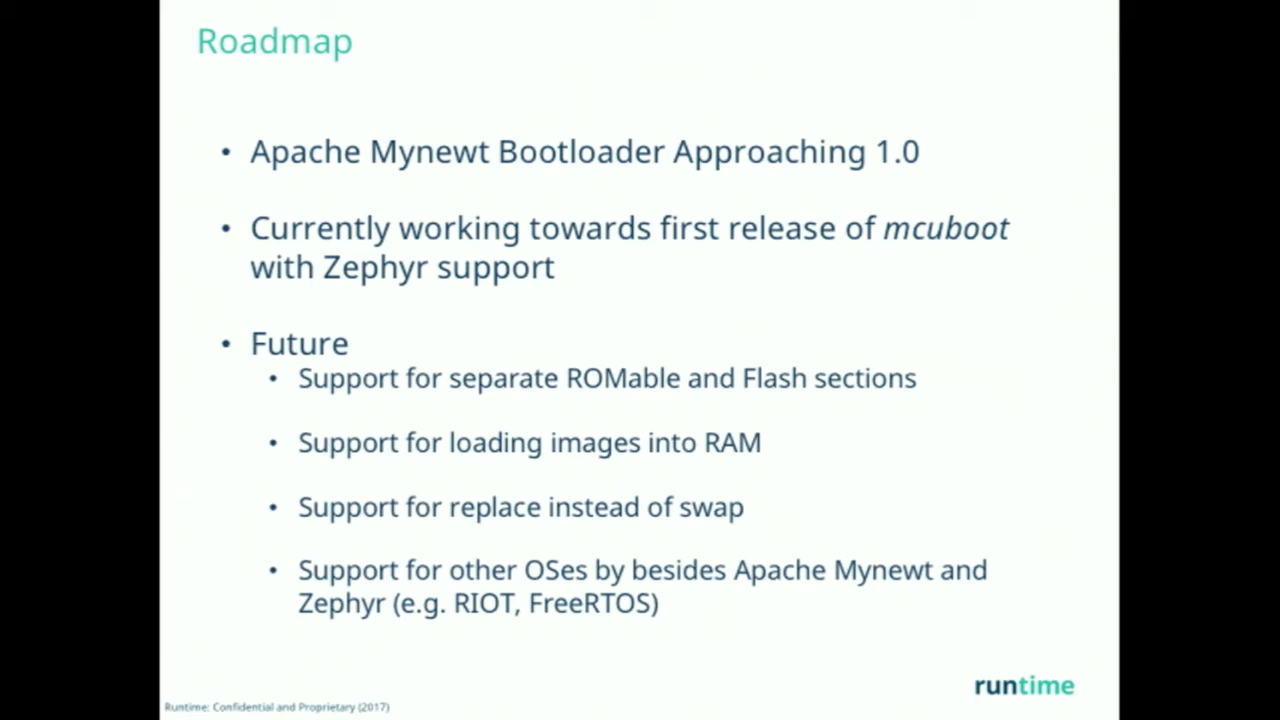 Roadmap
• Apache Mynewt Bootloader Approaching 1.0
• Currently working towards first release of mcuboot
with Zephyr support
• Future
• Support for separate ROMable and Flash sections
• Support for loading images into RAM
• Support for replace instead of swap
• Support for other OSes by besides Apache Mynewt and
Zephyr (e.g. RIOT, FreeRTOS)
runtime
Runtime: Confidential and Proprietary (2017)